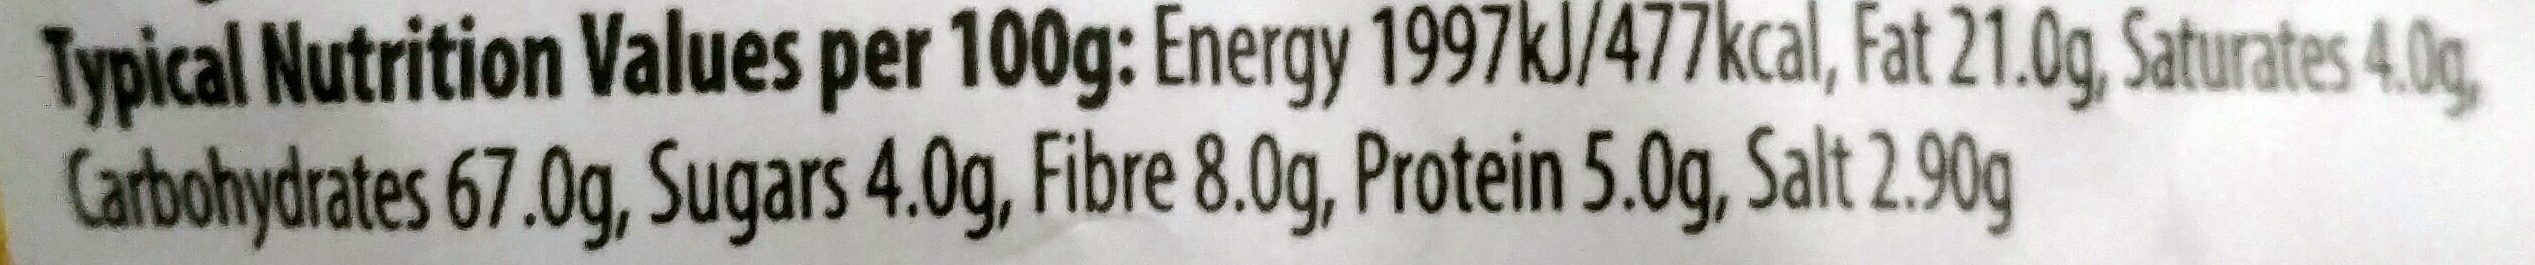 Typical Nutrition Values per 100g: Energy 1997kJ/477kcal, Fat 21.0g, Saturates 4.0g,
Carbohydrates 67.0g, Sugars 4.0g, Fibre 8.0g, Protein 5.0g, Salt 2.90g